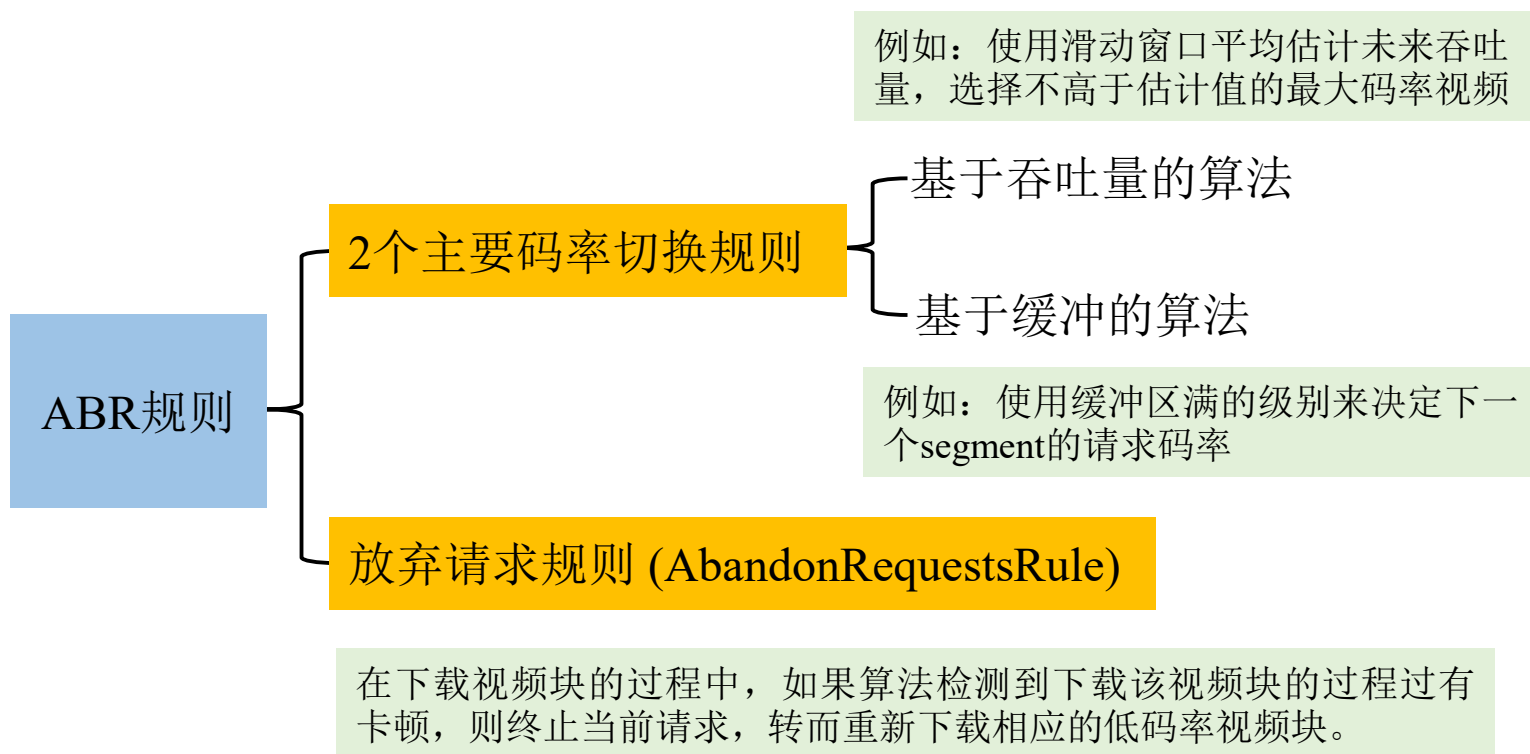 例如：使用滑动窗口平均估计未来吞吐
量，选择不高于估计值的最大码率视频
基于吞吐量的算法
2个主要码率切换规则
基于缓冲的算法
ABR规则
例如：使用缓冲区满的级别来决定下一
个segment的请求码率
放弃请求规则 (AbandonRequestsRule)
在下载视频块的过程中，如果算法检测到下载该视频块的过程过有
卡顿，则终止当前请求，转而重新下载相应的低码率视频块。